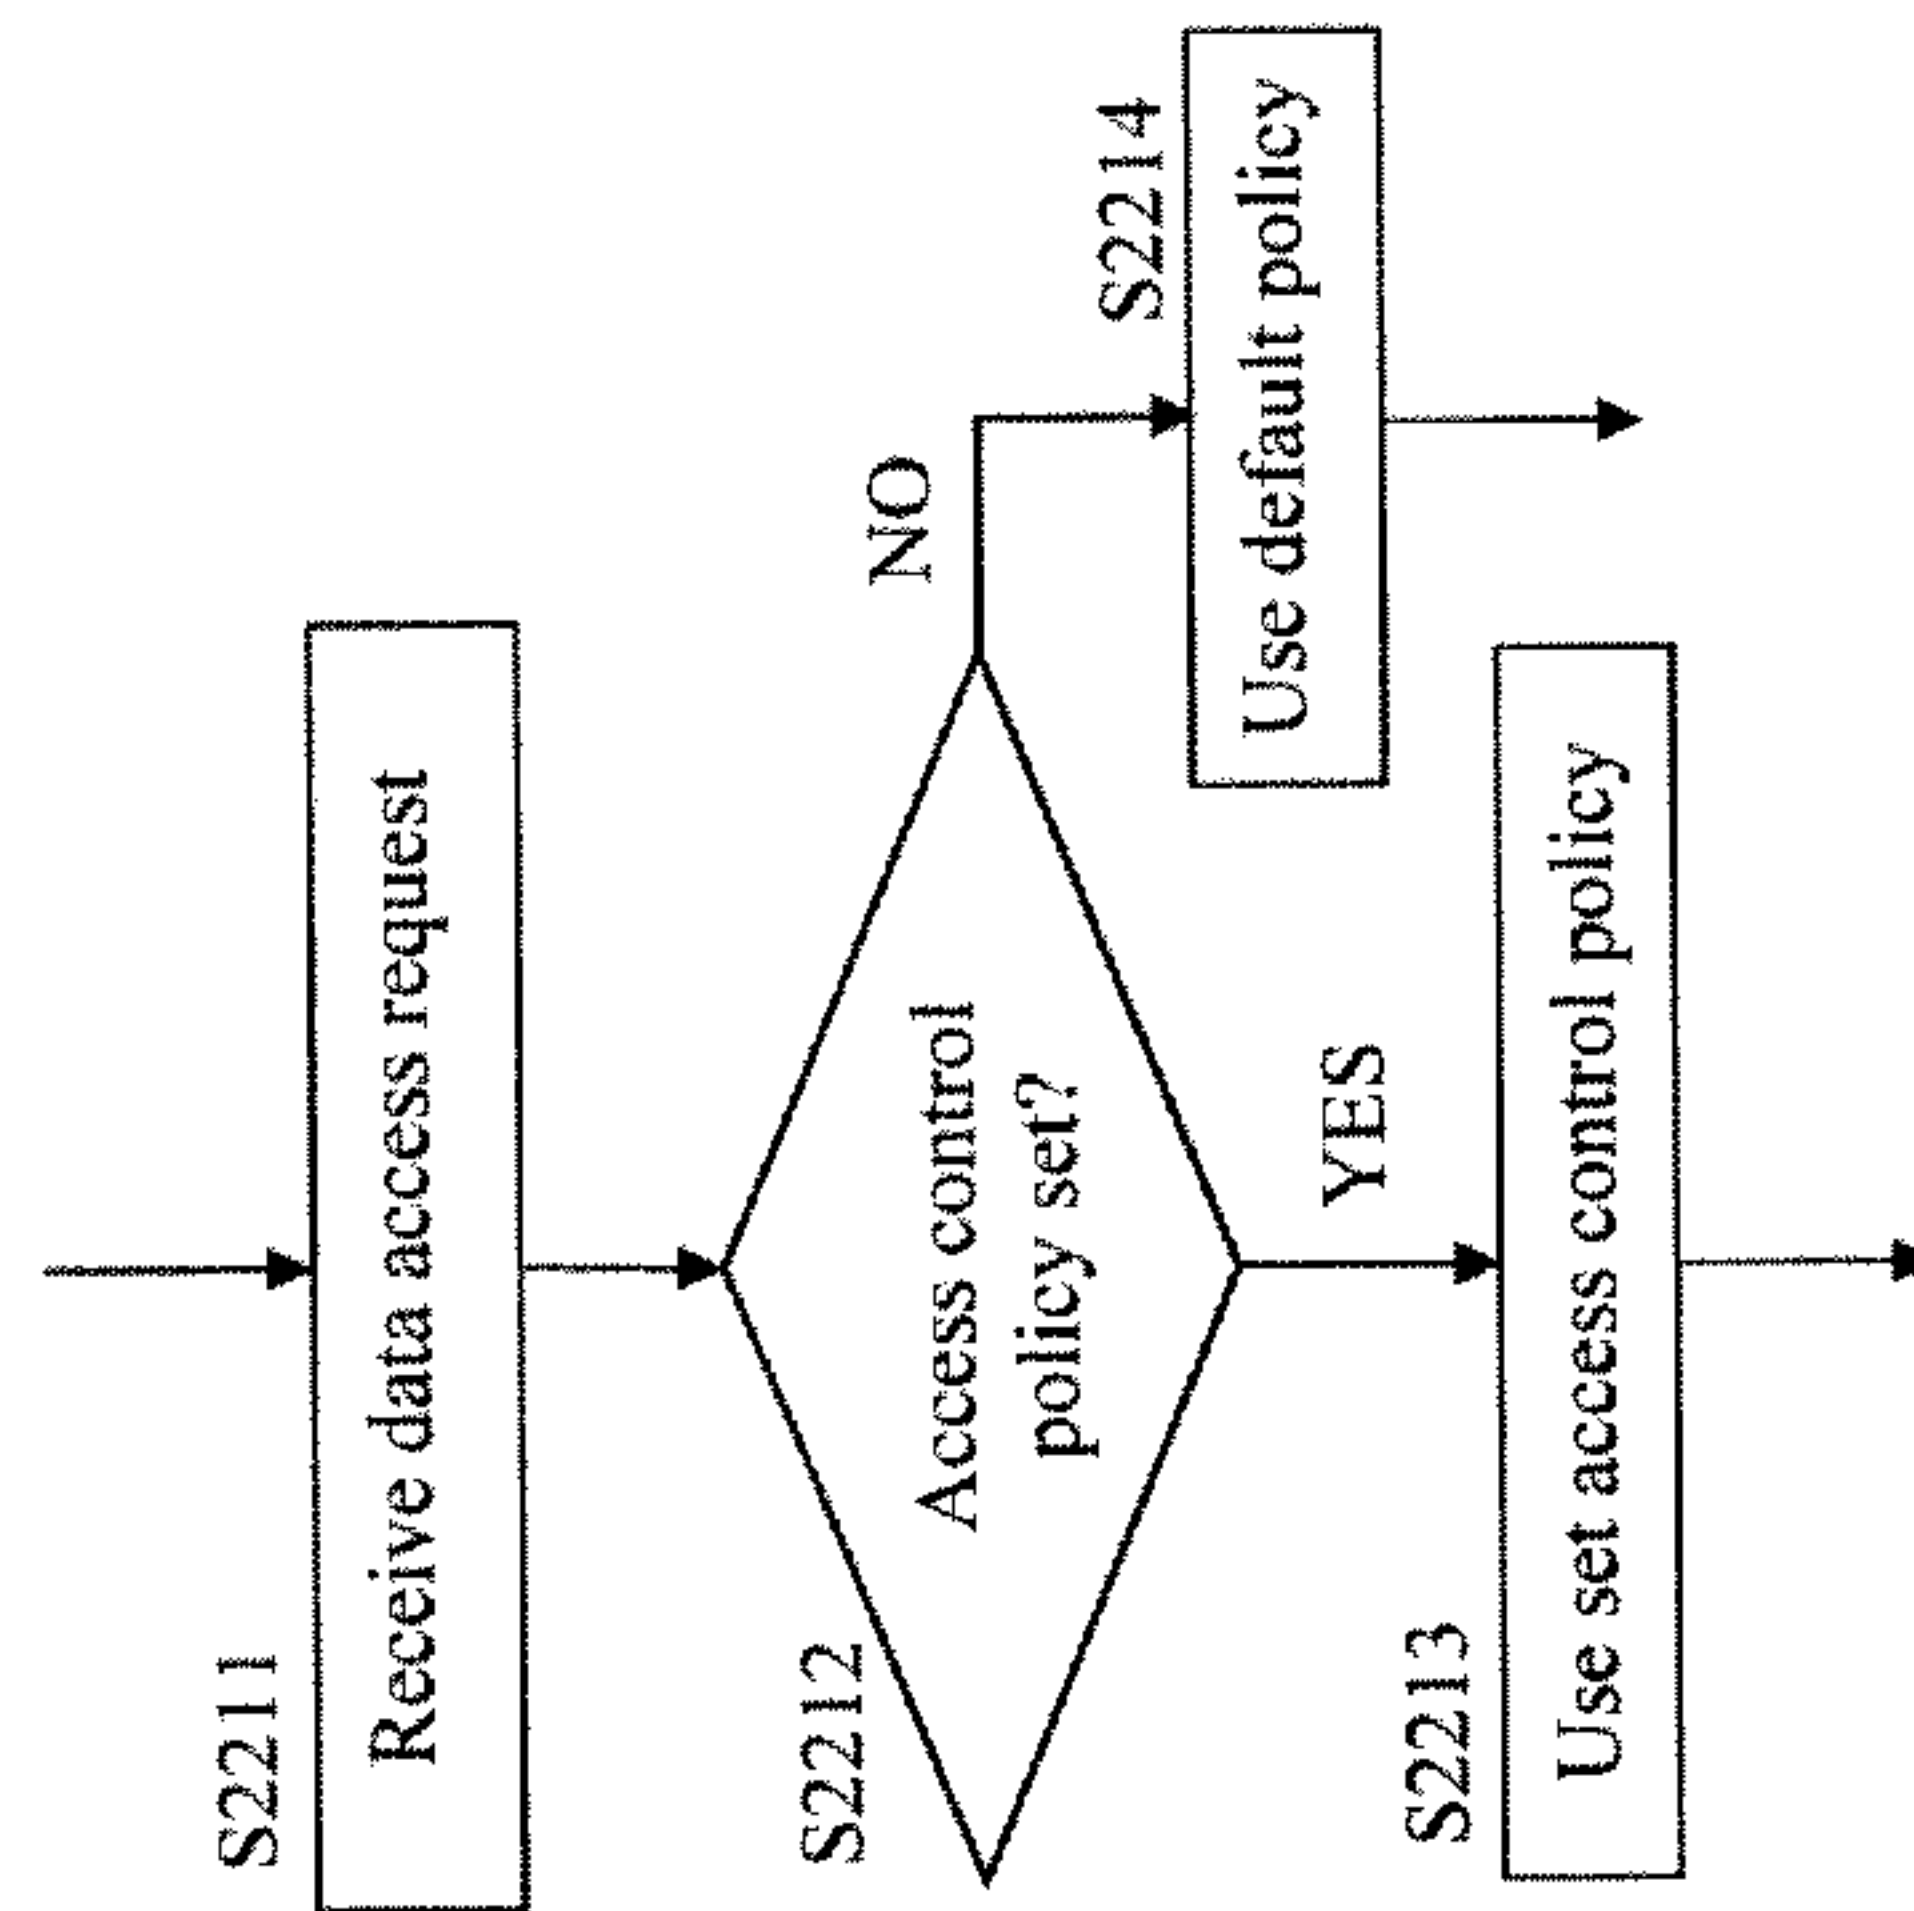 S2211
Receive data access request
S2212
Access control
policy set?
NO
YES
S2214
Use default policy
S2213
Use set access control policy